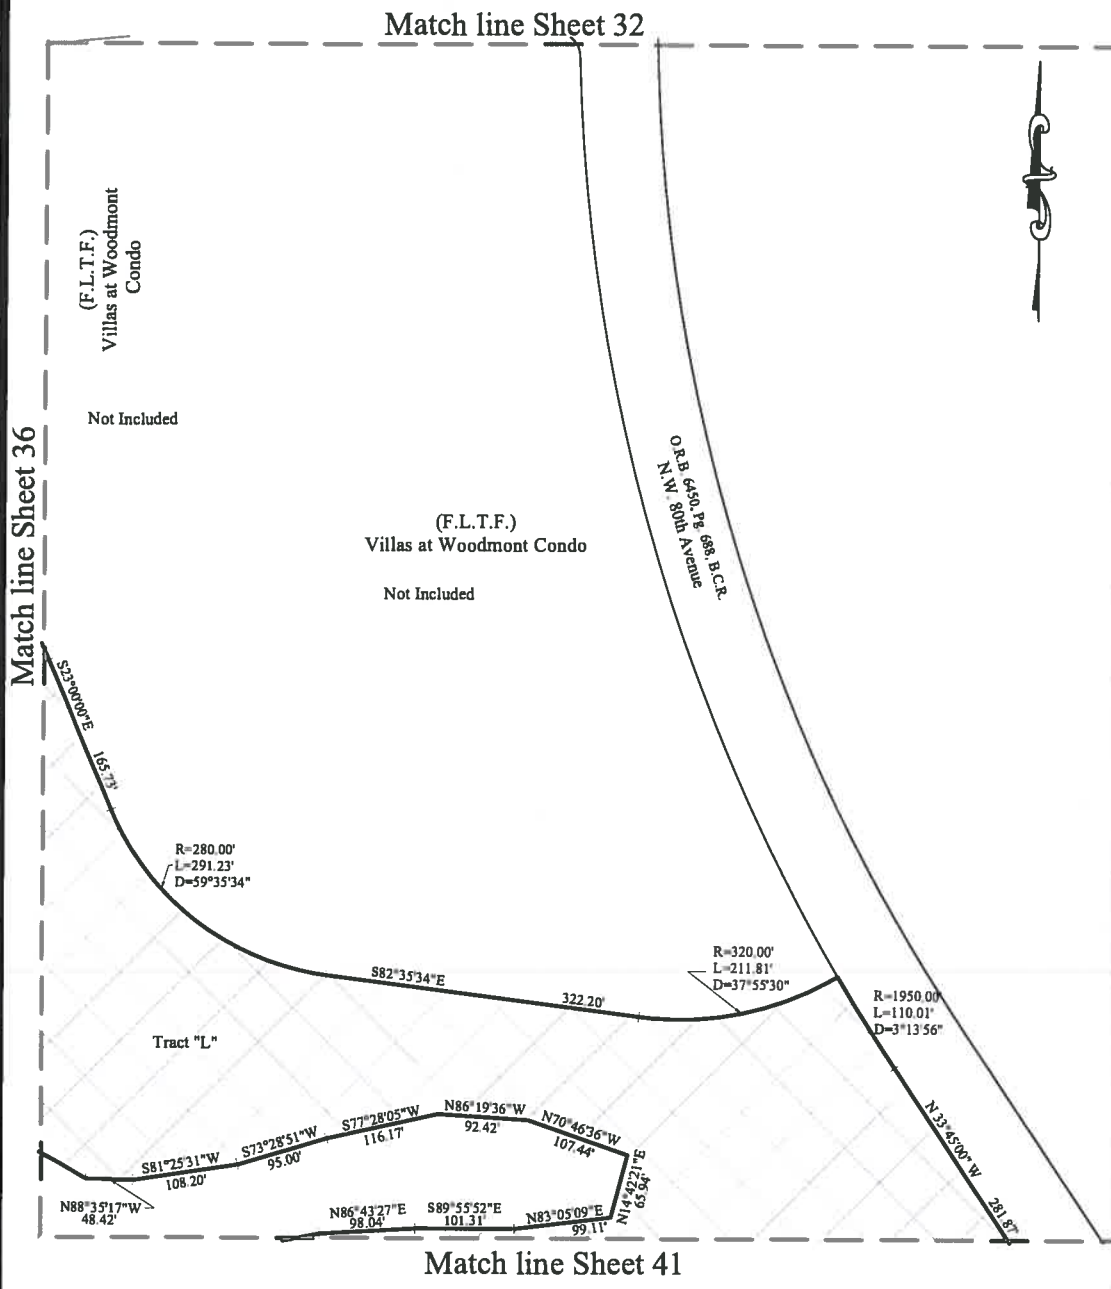 Match line Sheet 32
(F.L.T.F.)
Villas at Woodmont
Condo
Not Included
Match line Sheet 36
(F.L.T.F.)
Villas at Woodmont Condo
Not Included
O.R.B. 6450, Pg. 688, B.C.R.
N.W. 80th Avenue
S23°00'00"E
165.73'
R=280.00'
L=291.23'
D=59°35'34"
S82°35'34"E
322.20'
R=320.00'
L=211.81'
D=37°55'30"
R=1950.00'
L=110.01'
D=3°13'56"
Tract "L"
N 33°45'00" W
281.87'
N88°35'17"W
48.42'
S81°25'31"W
108.20'
S73°28'51"W
95.00'
S77°28'05"W
116.17'
N86°19'36"W
92.42'
N70°46'36"W
107.44'
N14°42'21"E
65.94'
N86°43'27"E
98.04'
S89°55'52"E
101.31'
N83°05'09"E
99.11'
Match line Sheet 41